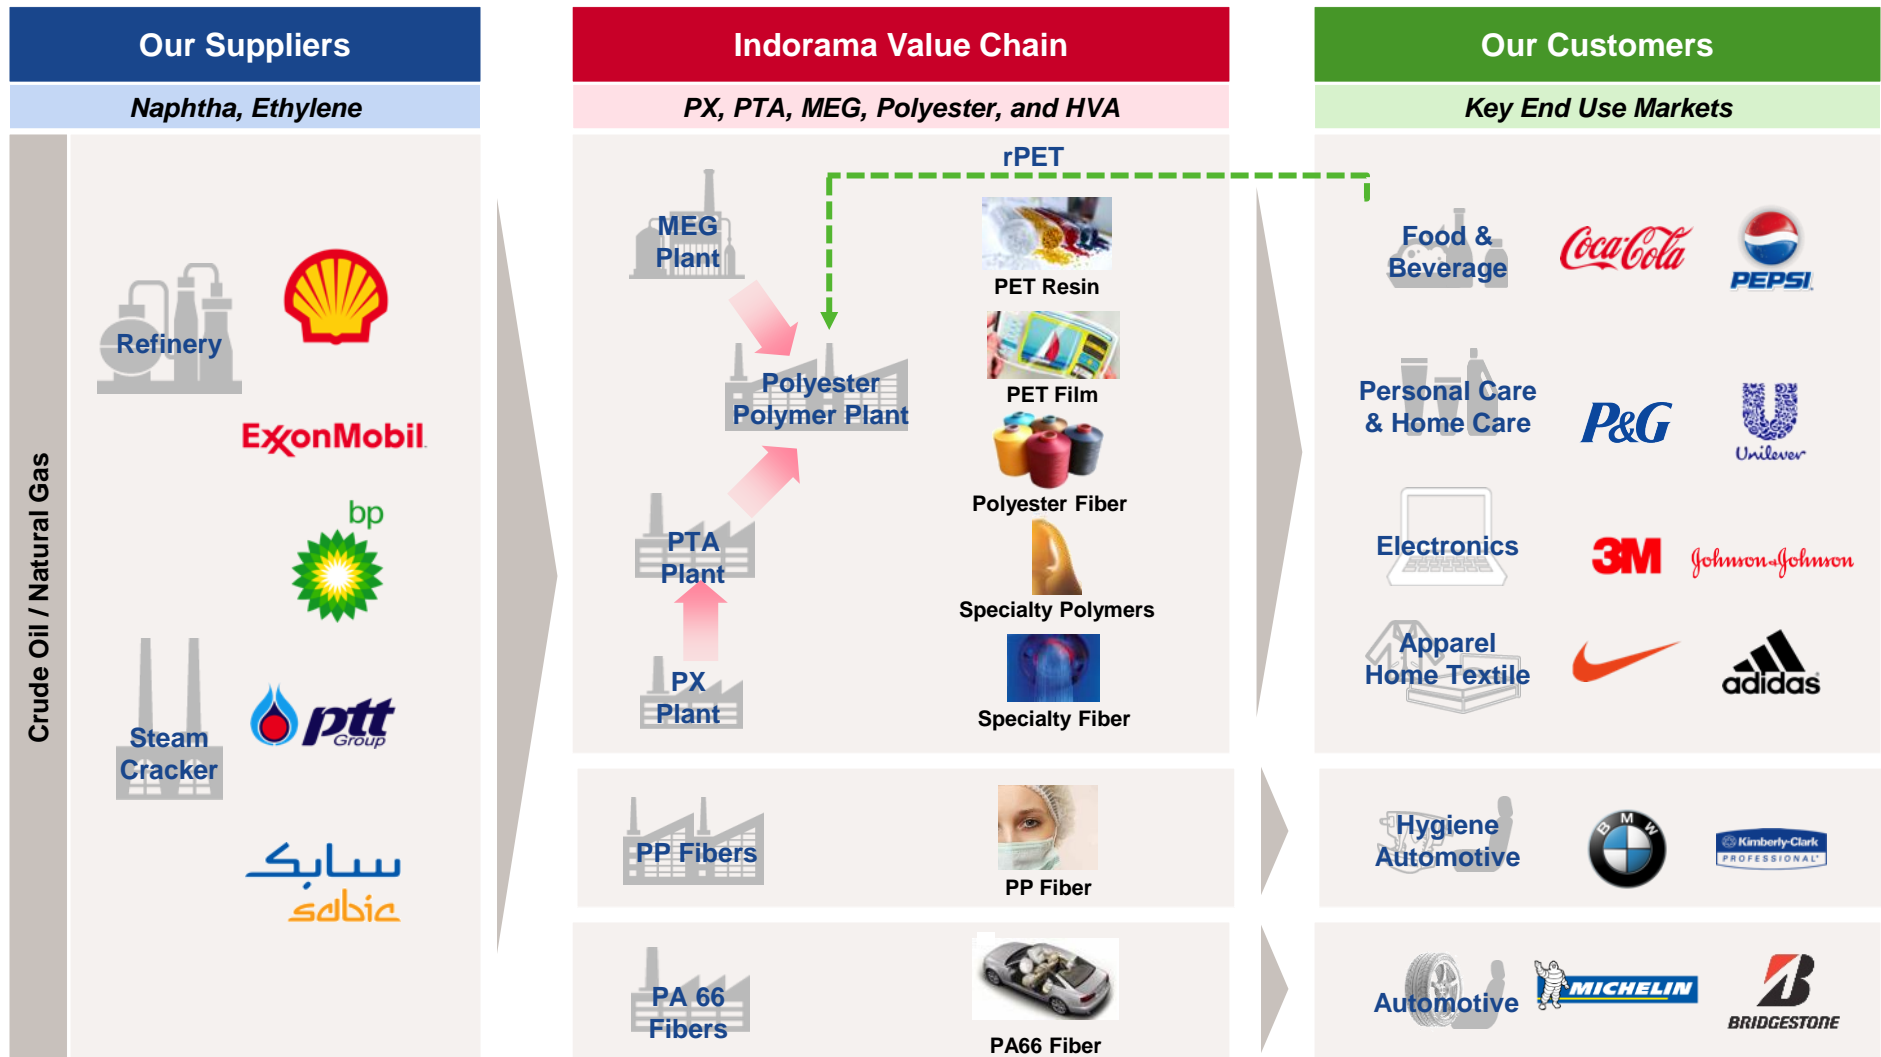 Our Suppliers
Naphtha, Ethylene
Crude Oil / Natural Gas
Refinery
ExxonMobil
bp
Steam
Cracker
ptt
Group
سابك
sabic
Indorama Value Chain
PX, PTA, MEG, Polyester, and HVA
rPET
MEG
Plant
PET Resin
Polyester
Polymer Plant
PET Film
Polyester Fiber
PTA
Plant
Specialty Polymers
PX
Plant
Specialty Fiber
PP Fibers
PP Fiber
PA 66
Fibers
PA66 Fiber
Our Customers
Key End Use Markets
Food &
Beverage
Coca-Cola
PEPSI
Personal Care
& Home Care
P&G
Unilever
Electronics
3M
Johnson & Johnson
Apparel
Home Textile
adidas
Hygiene
Automotive
BMW
Kimberly-Clark
PROFESSIONAL*
Automotive
MICHELIN
BRIDGESTONE